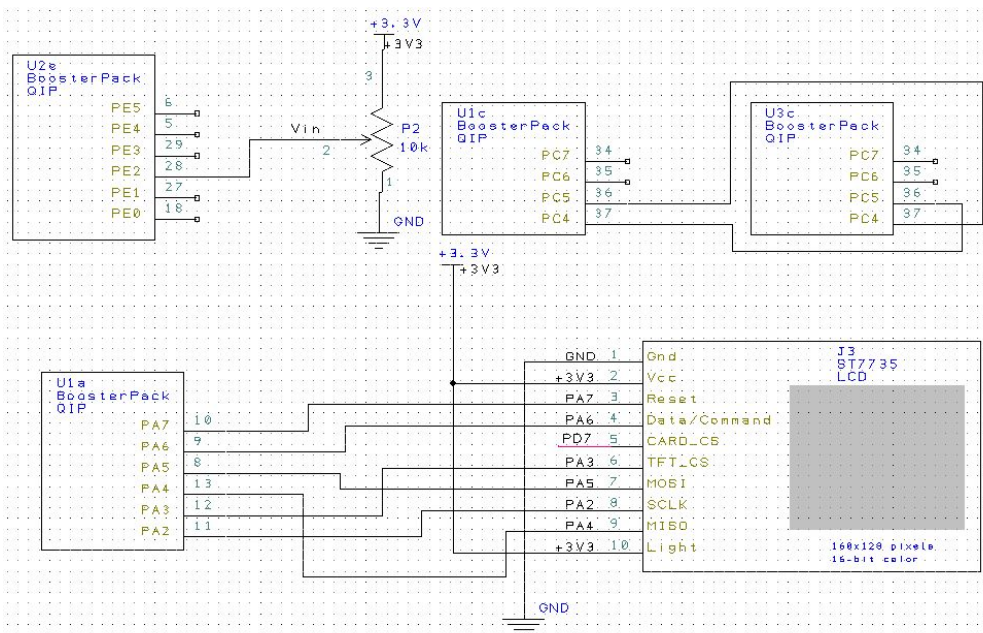 +3.3V
+3V3
U2e
BoosterPack
QIP
PE5 6
PE4 5
PE3 29
PE2 28
PE1 27
PE0 18
Vin
2
3
P2
10k
1
GND
U1c
BoosterPack
QIP
PC7 34
PC6 35
PC5 36
PC4 37
U3c
BoosterPack
QIP
PC7 34
PC6 35
PC5 36
PC4 37
+3.3V
+3V3
U1a
BoosterPack
QIP
PA7 10
PA6 9
PA5 8
PA4 13
PA3 12
PA2 11
J3
ST7735
LCD
GND 1 Gnd
+3V3 2 Vcc
PA7 3 Reset
PA6 4 Data/Command
PD7 5 CARD_CS
PA3 6 TFT_CS
PA5 7 MOSI
PA2 8 SCLK
PA4 9 MISO
+3V3 10 Light
160x128 pixels
16-bit color
GND